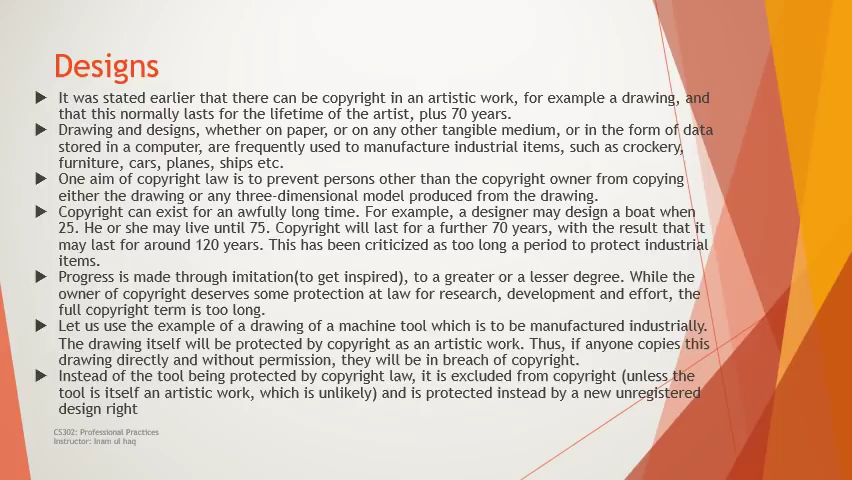 Designs
It was stated earlier that there can be copyright in an artistic work, for example a drawing, and
that this normally lasts for the lifetime of the artist, plus 70 years.
Drawing and designs, whether on paper, or on any other tangible medium, or in the form of data
stored in a computer, are frequently used to manufacture industrial items, such as crockery,
furniture, cars, planes, ships etc.
One aim of copyright law is to prevent persons other than the copyright owner from copying
either the drawing or any three-dimensional model produced from the drawing.
Copyright can exist for an awfully long time. For example, a designer may design a boat when
25. He or she may live until 75. Copyright will last for a further 70 years, with the result that it
may last for around 120 years. This has been criticized as too long a period to protect industrial
items.
Progress is made through imitation(to get inspired), to a greater or a lesser degree. While the
owner of copyright deserves some protection at law for research, development and effort, the
full copyright term is too long.
Let us use the example of a drawing of a machine tool which is to be manufactured industrially.
The drawing itself will be protected by copyright as an artistic work. Thus, if anyone copies this
drawing directly and without permission, they will be in breach of copyright.
Instead of the tool being protected by copyright law, it is excluded from copyright (unless the
tool is itself an artistic work, which is unlikely) and is protected instead by a new unregistered
design right
CS302: Professional Practices
Instructor: Inam ul haq